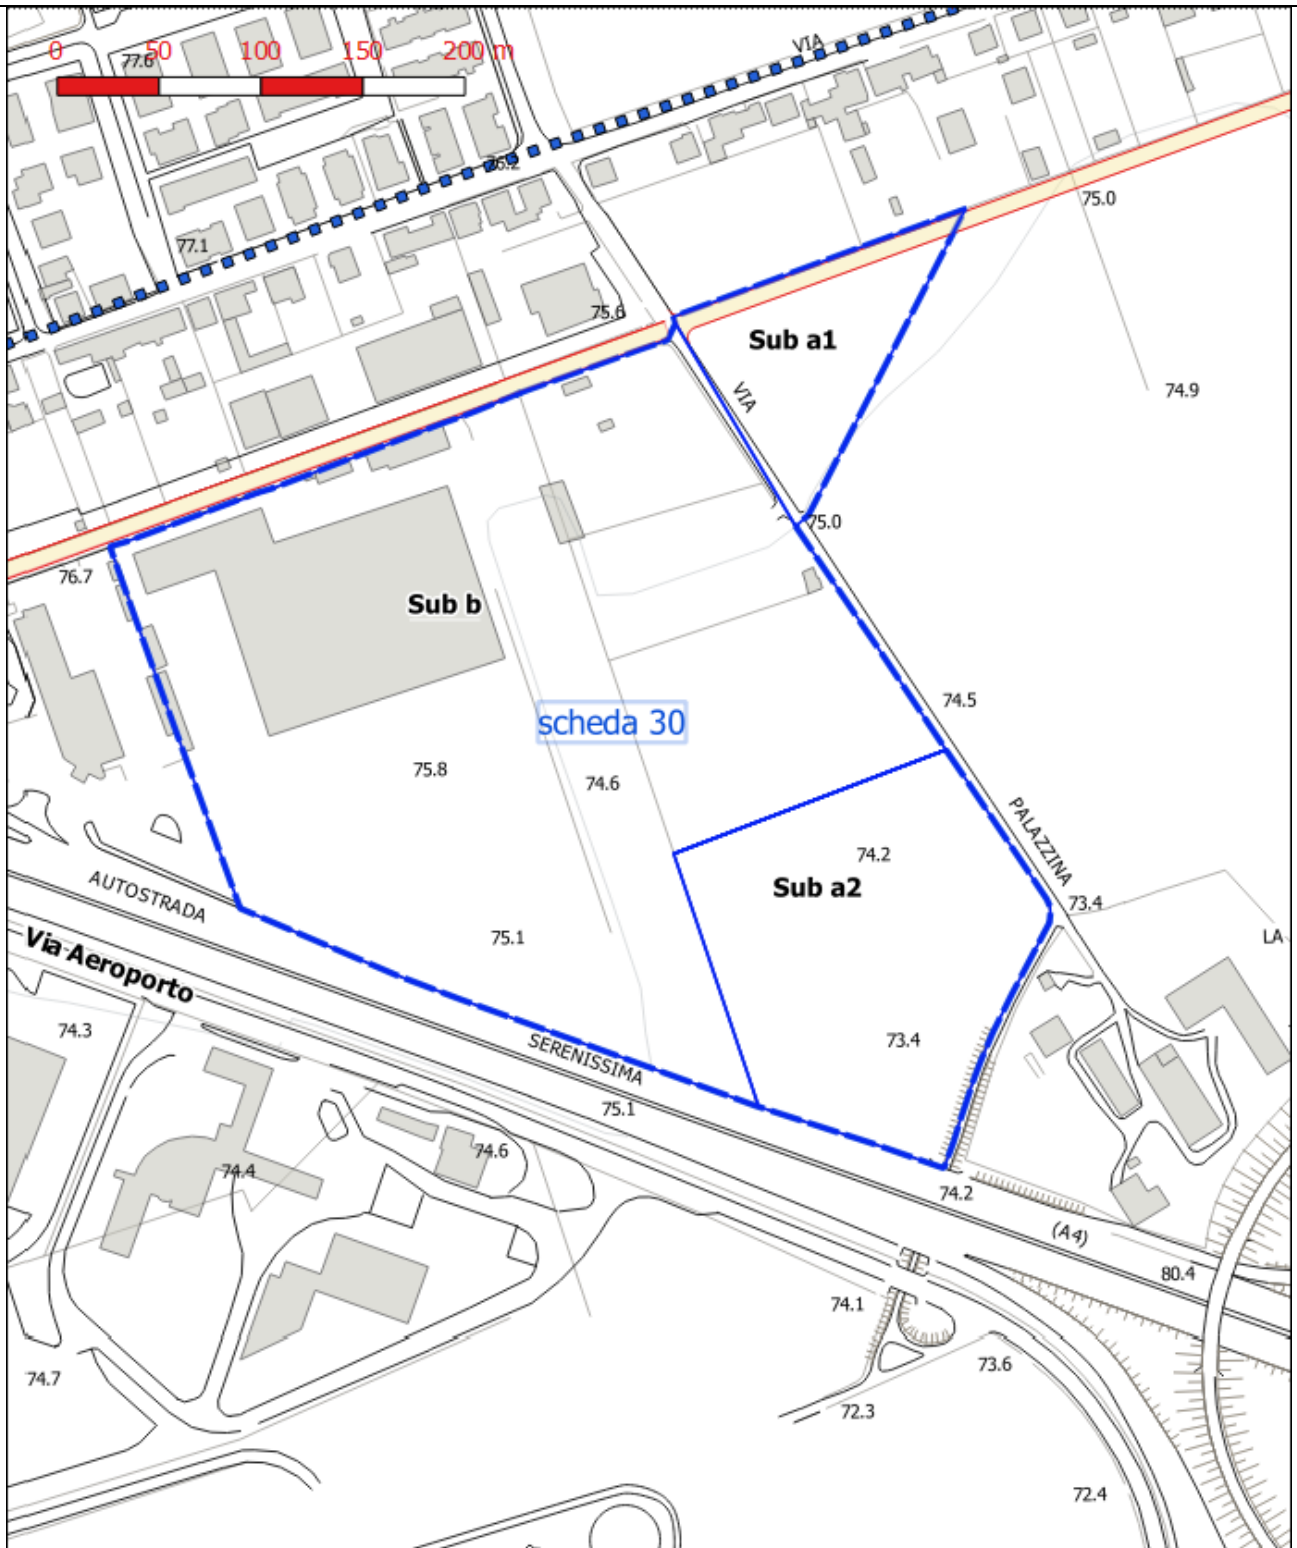 0 50 100 150 200 m
77.6
VIA
76.2
75.0
77.1
75.6
Sub a1
VIA
74.9
75.0
76.7
Sub b
74.5
scheda 30
75.8
74.6
PALAZZINA
74.2
Sub a2
AUTOSTRADA
73.4
Via Aeroporto
75.1
LA
74.3
SERENISSIMA
73.4
75.1
74.6
74.4
74.2
(A4)
80.4
74.1
74.7
73.6
72.3
72.4